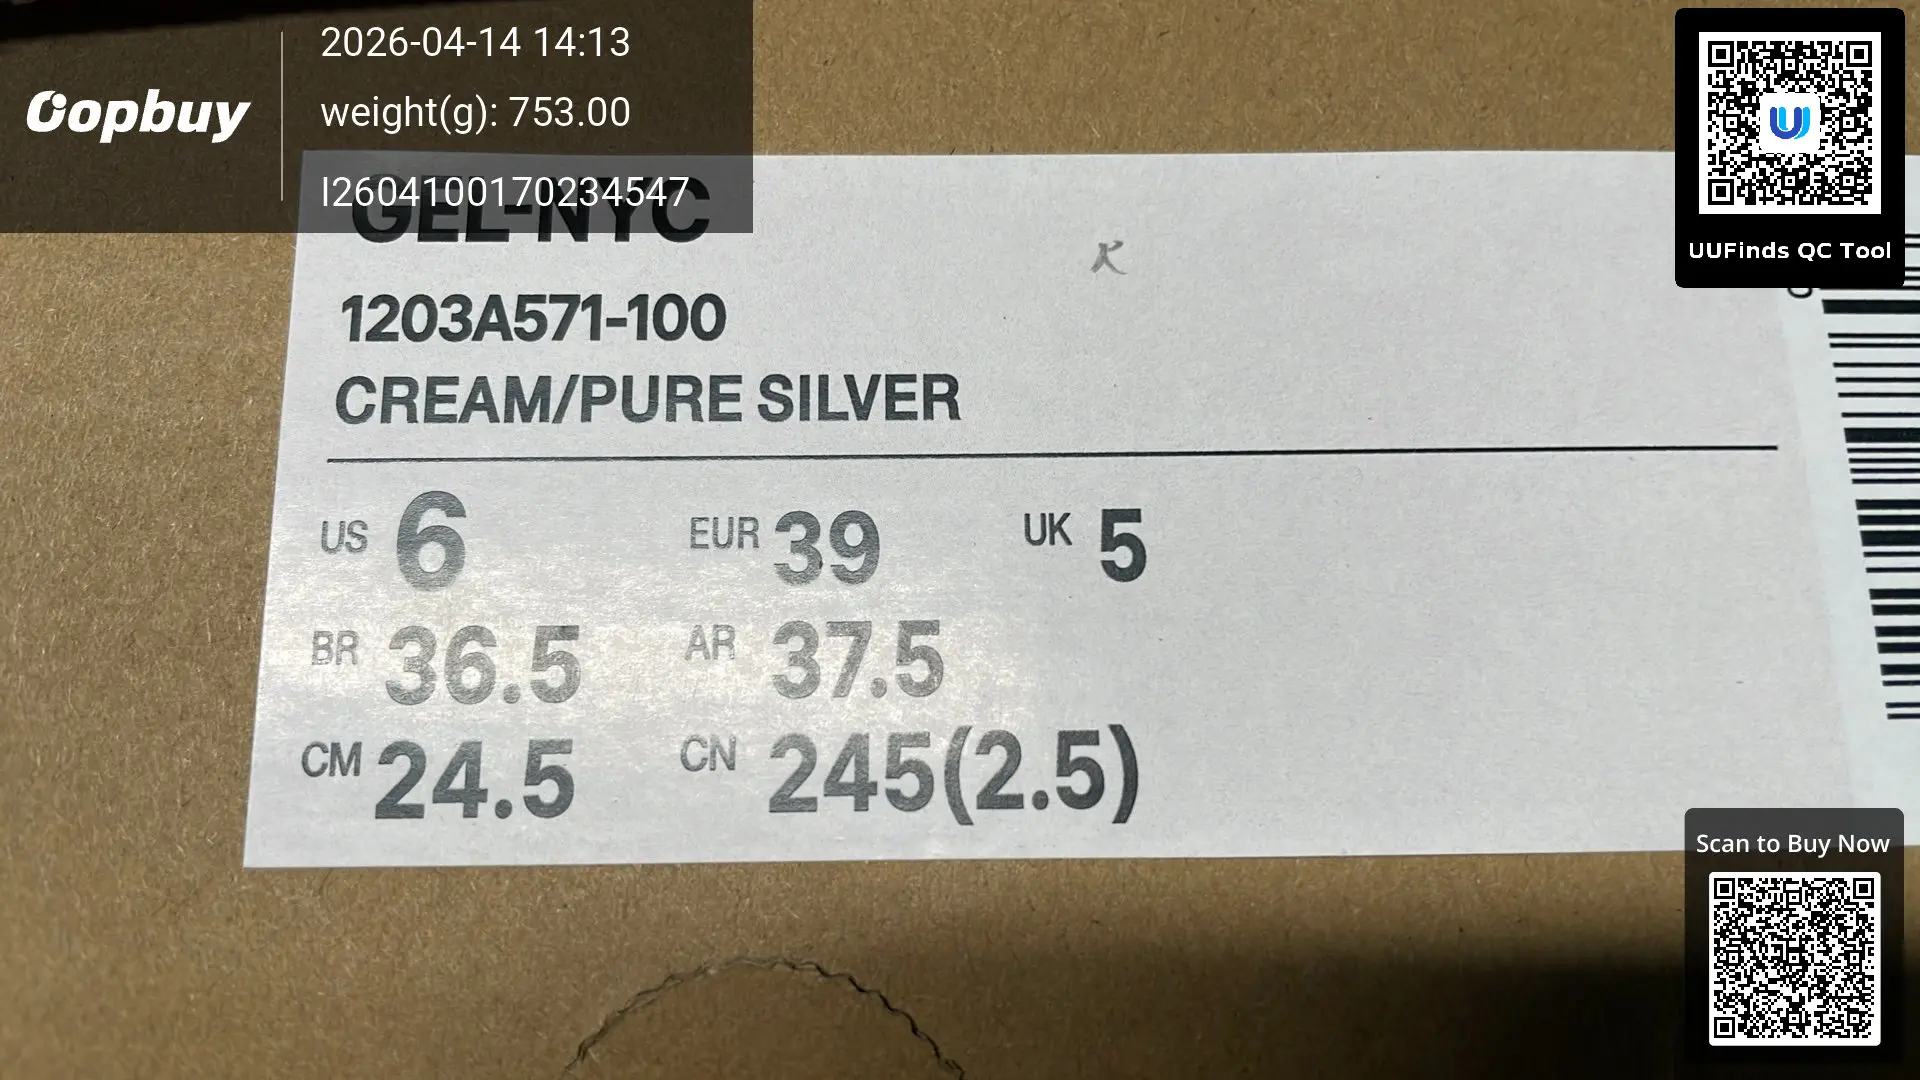 Oopbuy
2026-04-14 14:13
weight(g): 753.00
I2604100170234547
GEL-NYC
1203A571-100
CREAM/PURE SILVER
US 6 EUR 39 UK 5
BR 36.5 AR 37.5
CM 24.5 CN 245(2.5)
UUFinds QC Tool
Scan to Buy Now